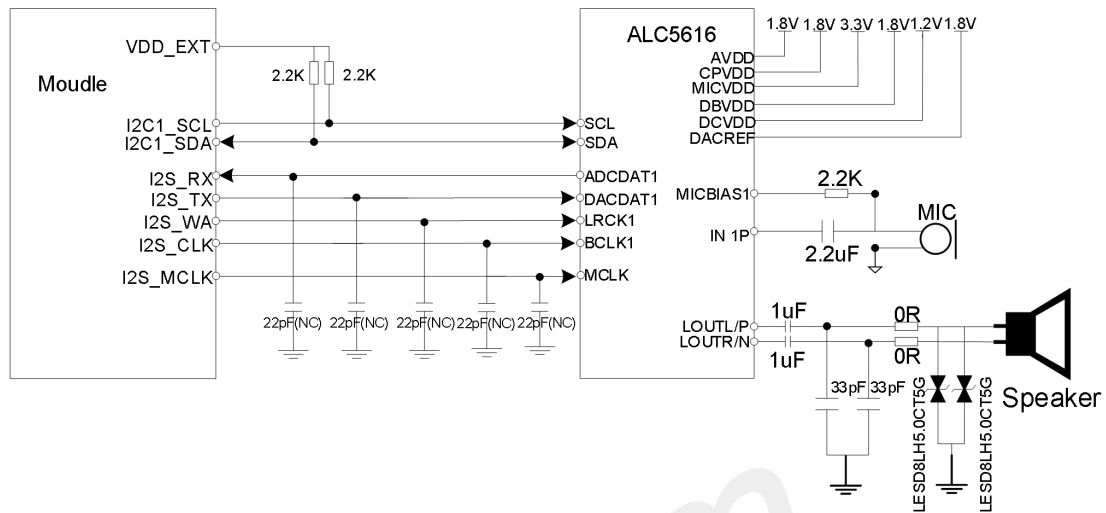 Moudle
VDD_EXT
I2C1_SCL
I2C1_SDA
I2S_RX
I2S_TX
I2S_WA
I2S_CLK
I2S_MCLK
2.2K
2.2K
22pF(NC)
22pF(NC)
22pF(NC)
22pF(NC)
22pF(NC)
ALC5616
SCL
SDA
ADCDAT1
DACDAT1
LRCK1
BCLK1
MCLK
1.8V
1.8V
3.3V
1.8V
1.2V
1.8V
AVDD
CPVDD
MICVDD
DBVDD
DCVDD
DACREF
MICBIAS1
2.2K
IN 1P
2.2uF
MIC
LOUTL/P
LOUTR/N
1uF
1uF
0R
0R
33pF
33pF
LESD8LH5.0CT5G
LESD8LH5.0CT5G
Speaker